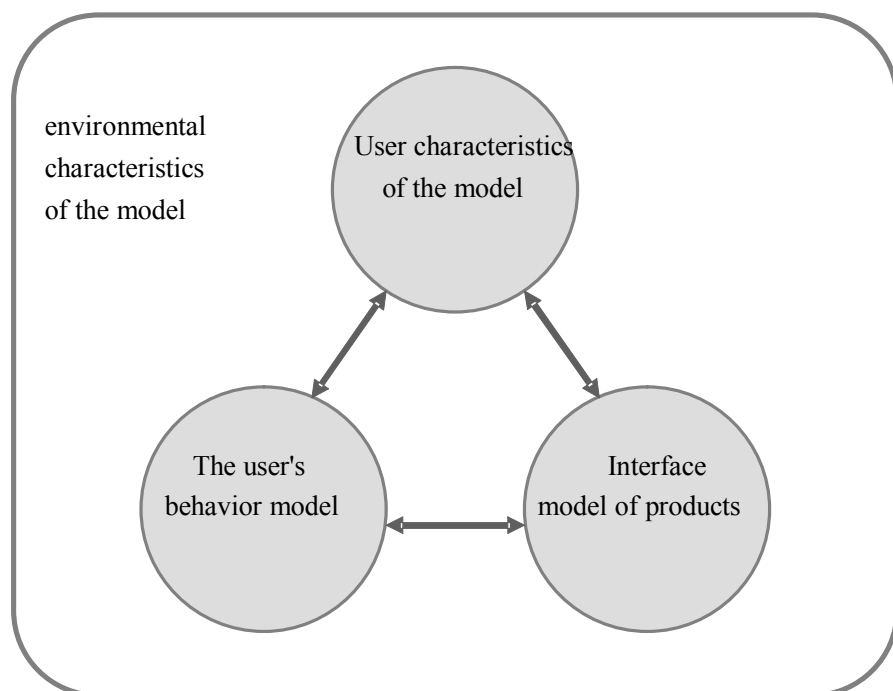 environmental
characteristics
of the model
User characteristics
of the model
The user's
behavior model
Interface
model of products